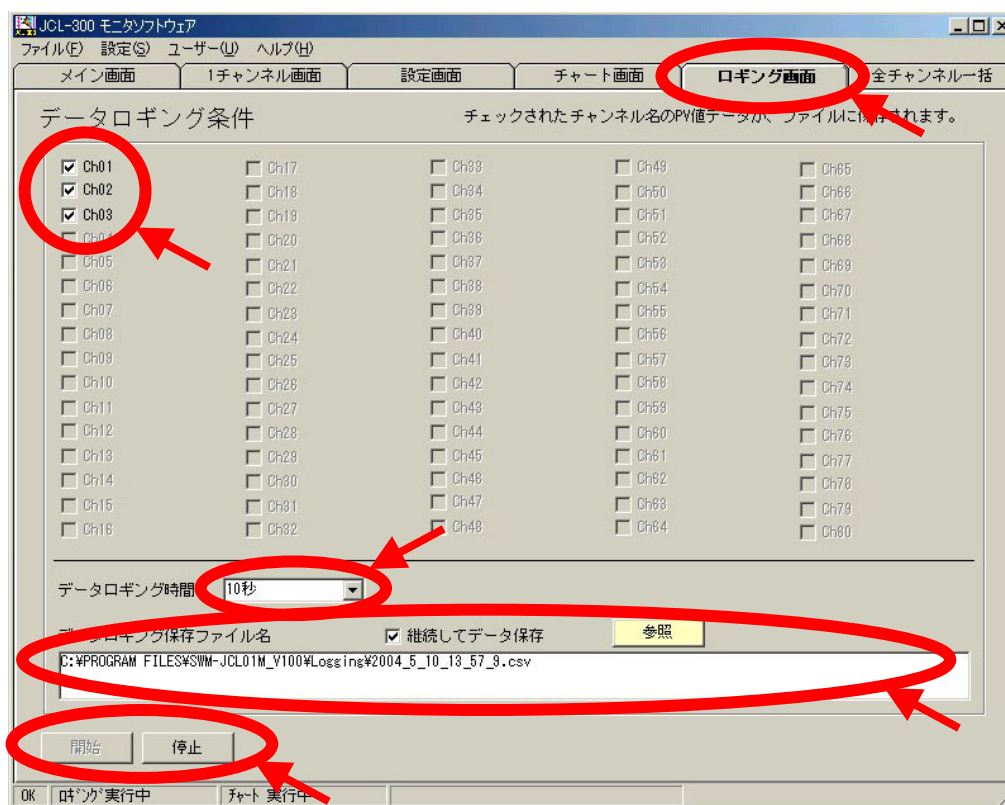 JCL-300 モニタソフトウェア
ファイル(F) 設定(S) ユーザー(U) ヘルプ(H)
メイン画面 1チャンネル画面 設定画面 チャート画面 ロギング画面 全チャンネル一括
データロギング条件 チェックされたチャンネル名のPV値データが、ファイルに保存されます。
Ch01 Ch17 Ch33 Ch49 Ch65
Ch02 Ch18 Ch34 Ch50 Ch66
Ch03 Ch19 Ch35 Ch51 Ch67
Ch04 Ch20 Ch36 Ch52 Ch68
Ch05 Ch21 Ch37 Ch53 Ch69
Ch06 Ch22 Ch38 Ch54 Ch70
Ch07 Ch23 Ch39 Ch55 Ch71
Ch08 Ch24 Ch40 Ch56 Ch72
Ch09 Ch25 Ch41 Ch57 Ch73
Ch10 Ch26 Ch42 Ch58 Ch74
Ch11 Ch27 Ch43 Ch59 Ch75
Ch12 Ch28 Ch44 Ch60 Ch76
Ch13 Ch29 Ch45 Ch61 Ch77
Ch14 Ch30 Ch46 Ch62 Ch78
Ch15 Ch31 Ch47 Ch63 Ch79
Ch16 Ch32 Ch48 Ch64 Ch80
データロギング時間 10秒
データロギング保存ファイル名 継続してデータ保存 参照
C:¥PROGRAM FILES¥SWM-JCL01M_V100¥Logging¥2004_5_10_13_57_9.csv
開始 停止
OK ﾛｷﾞﾝｸﾞ実行中 ﾁｬｰﾄ 実行中